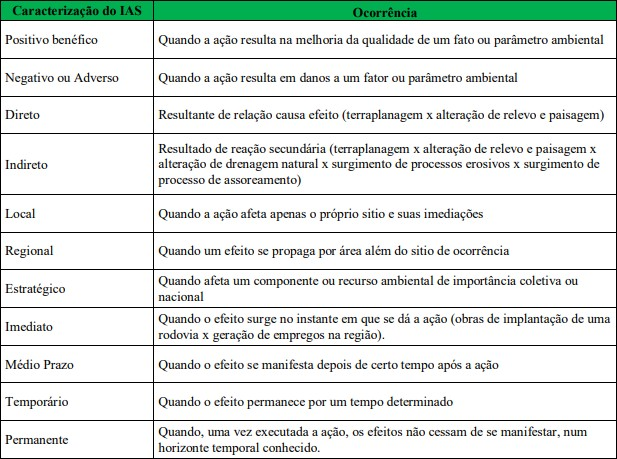 Caracterização do IAS Ocorrência
Positivo benéfico Quando a ação resulta na melhoria da qualidade de um fato ou parâmetro ambiental
Negativo ou Adverso Quando a ação resulta em danos a um fator ou parâmetro ambiental
Direto Resultante de relação causa efeito (terraplanagem x alteração de relevo e paisagem)
Indireto Resultado de reação secundária (terraplanagem x alteração de relevo e paisagem x
alteração de drenagem natural x surgimento de processos erosivos x surgimento de
processo de assoreamento)
Local Quando a ação afeta apenas o próprio sitio e suas imediações
Regional Quando um efeito se propaga por área além do sitio de ocorrência
Estratégico Quando afeta um componente ou recurso ambiental de importância coletiva ou
nacional
Imediato Quando o efeito surge no instante em que se dá a ação (obras de implantação de uma
rodovia x geração de empregos na região).
Médio Prazo Quando o efeito se manifesta depois de certo tempo após a ação
Temporário Quando o efeito permanece por um tempo determinado
Permanente Quando, uma vez executada a ação, os efeitos não cessam de se manifestar, num
horizonte temporal conhecido.